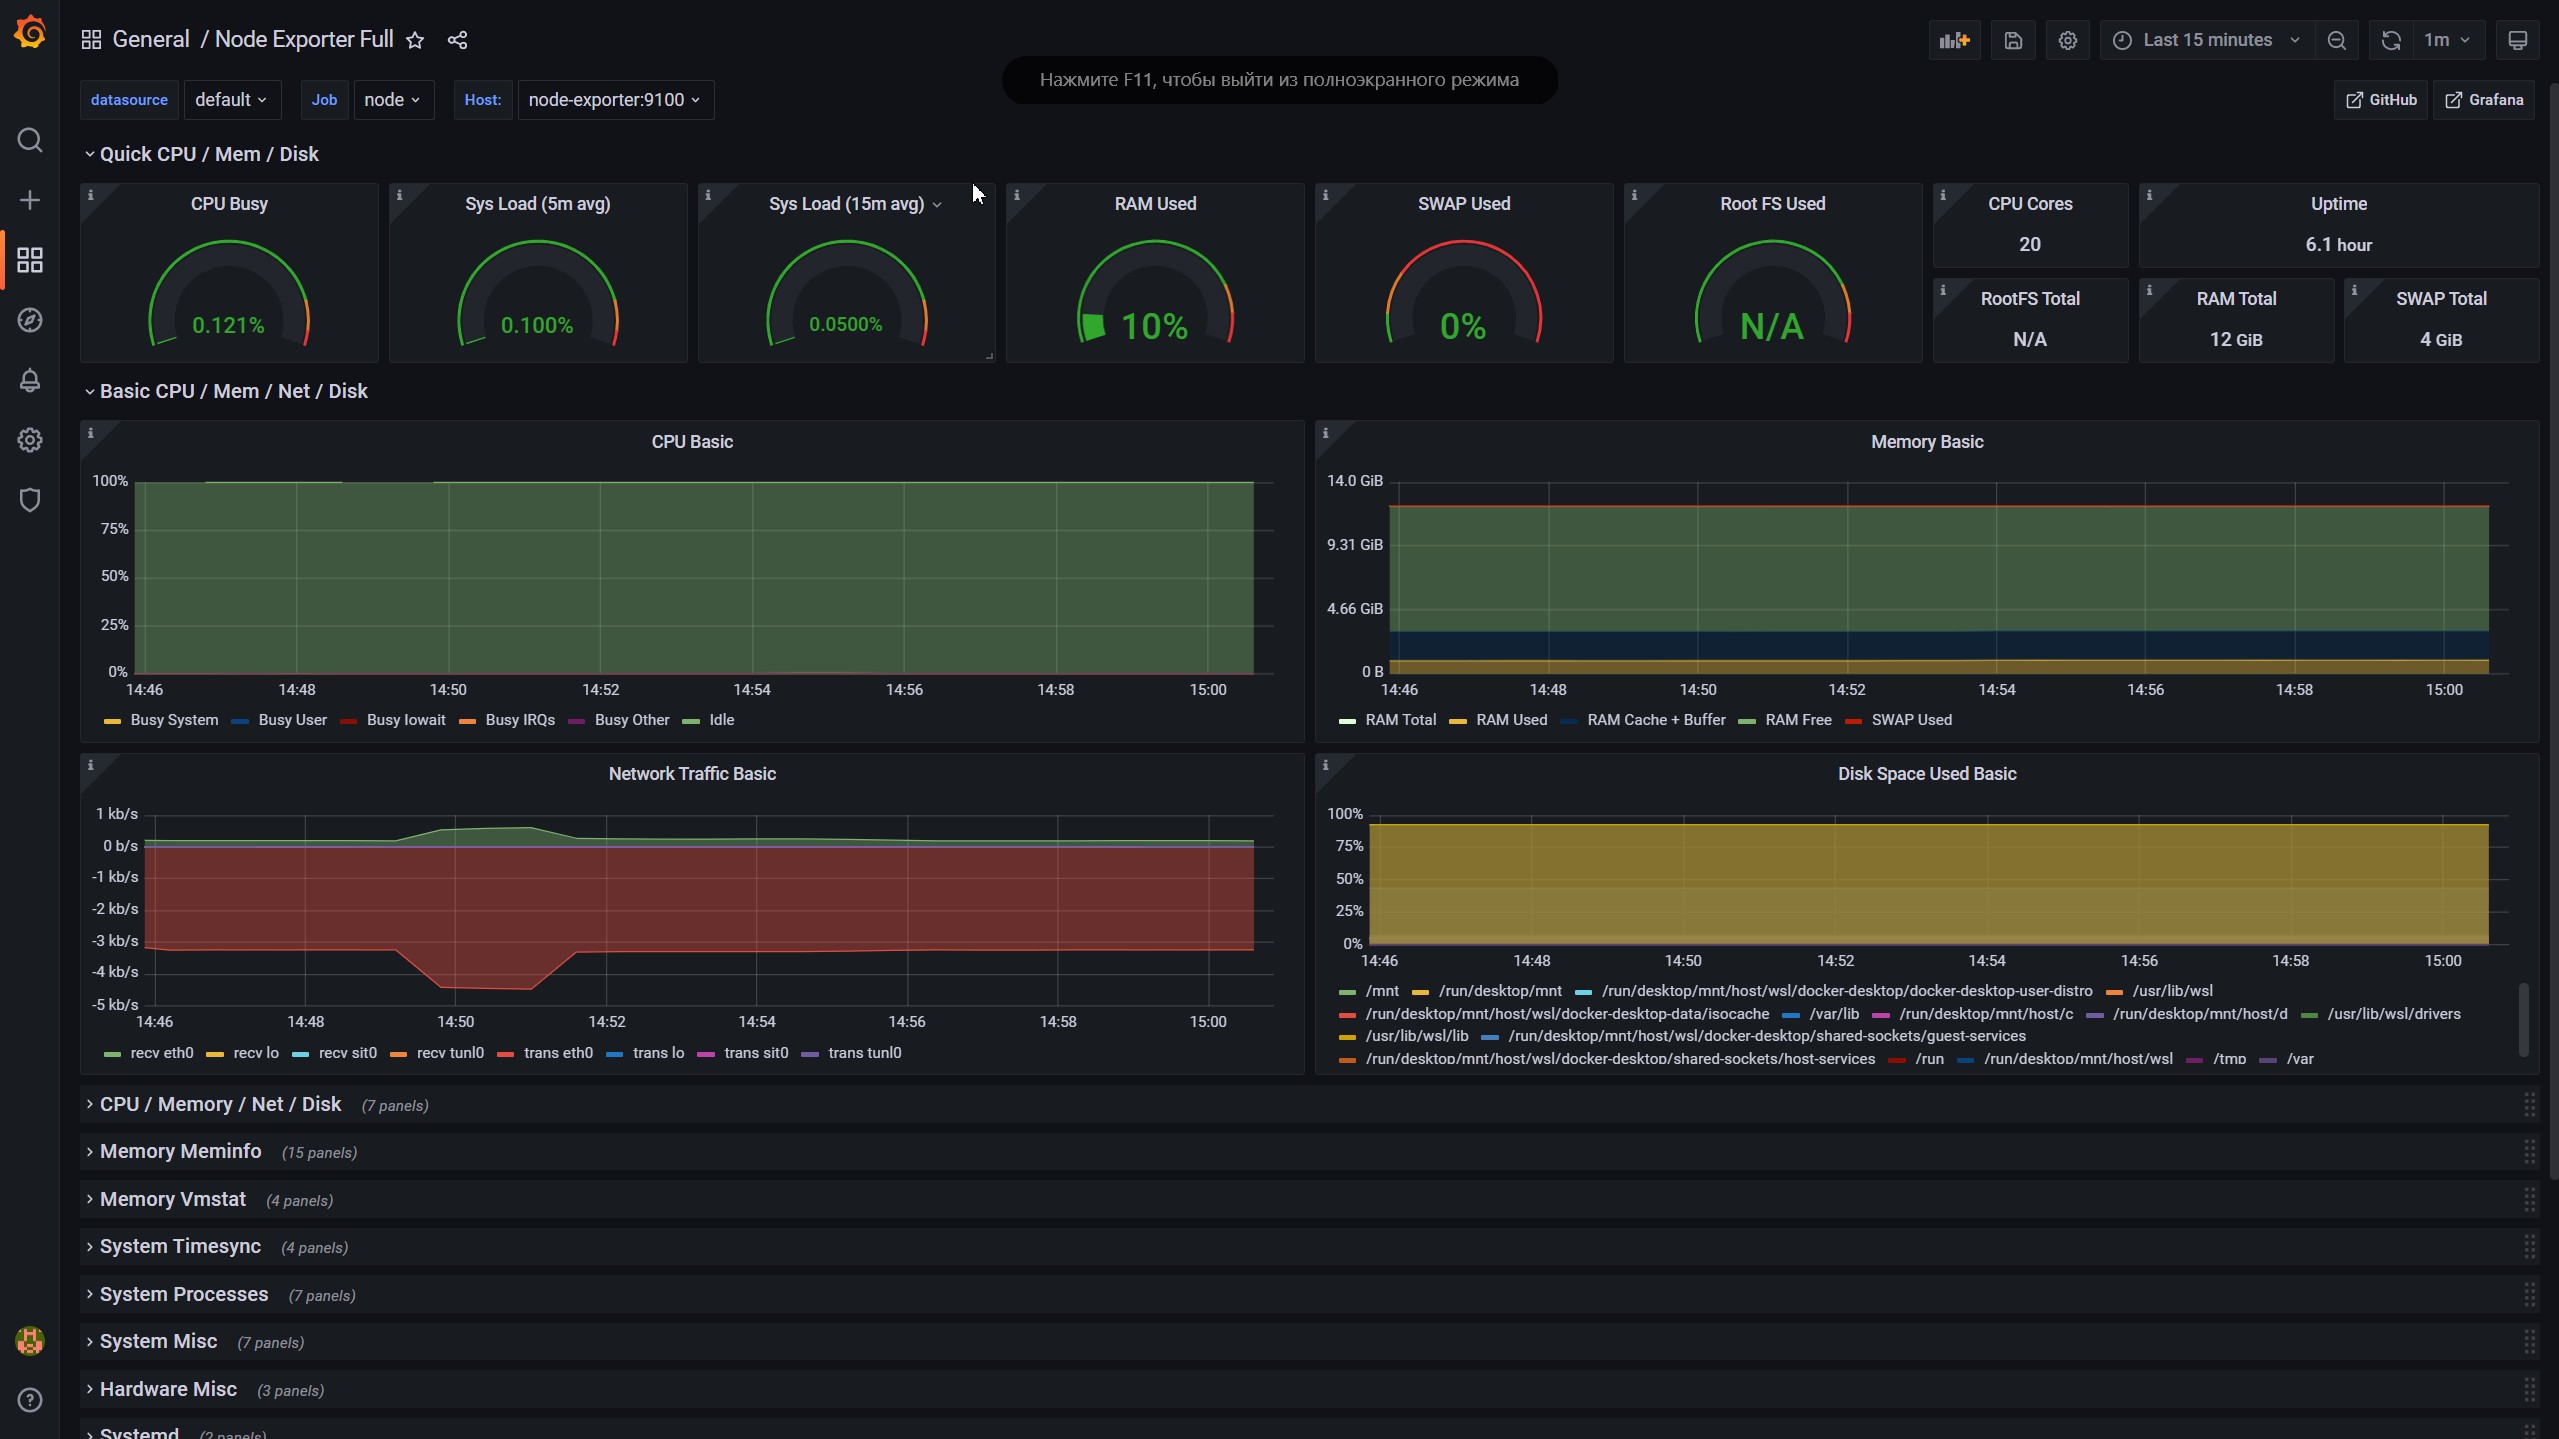 General / Node Exporter Full
Last 15 minutes
1m
Нажмите F11, чтобы выйти из полноэкранного режима
datasource default Job node Host: node-exporter:9100
GitHub Grafana
Quick CPU / Mem / Disk
CPU Busy
0.121%
Sys Load (5m avg)
0.100%
Sys Load (15m avg)
0.0500%
RAM Used
10%
SWAP Used
0%
Root FS Used
N/A
CPU Cores
20
Uptime
6.1 hour
RootFS Total
N/A
RAM Total
12 GiB
SWAP Total
4 GiB
Basic CPU / Mem / Net / Disk
CPU Basic
100%
75%
50%
25%
0%
14:46 14:48 14:50 14:52 14:54 14:56 14:58 15:00
Busy System Busy User Busy Iowait Busy IRQs Busy Other Idle
Memory Basic
14.0 GiB
9.31 GiB
4.66 GiB
0 B
14:46 14:48 14:50 14:52 14:54 14:56 14:58 15:00
RAM Total RAM Used RAM Cache + Buffer RAM Free SWAP Used
Network Traffic Basic
1 kb/s
0 b/s
-1 kb/s
-2 kb/s
-3 kb/s
-4 kb/s
-5 kb/s
14:46 14:48 14:50 14:52 14:54 14:56 14:58 15:00
recv eth0 recv lo recv sit0 recv tunl0 trans eth0 trans lo trans sit0 trans tunl0
Disk Space Used Basic
100%
75%
50%
25%
0%
14:46 14:48 14:50 14:52 14:54 14:56 14:58 15:00
/mnt /run/desktop/mnt /run/desktop/mnt/host/wsl/docker-desktop/docker-desktop-user-distro /usr/lib/wsl
/run/desktop/mnt/host/wsl/docker-desktop-data/isocache /var/lib /run/desktop/mnt/host/c /run/desktop/mnt/host/d /usr/lib/wsl/drivers
/usr/lib/wsl/lib /run/desktop/mnt/host/wsl/docker-desktop/shared-sockets/guest-services
/run/desktop/mnt/host/wsl/docker-desktop/shared-sockets/host-services /run /run/desktop/mnt/host/wsl /tmp /var
CPU / Memory / Net / Disk (7 panels)
Memory Meminfo (15 panels)
Memory Vmstat (4 panels)
System Timesync (4 panels)
System Processes (7 panels)
System Misc (7 panels)
Hardware Misc (3 panels)
Systemd (2 panels)